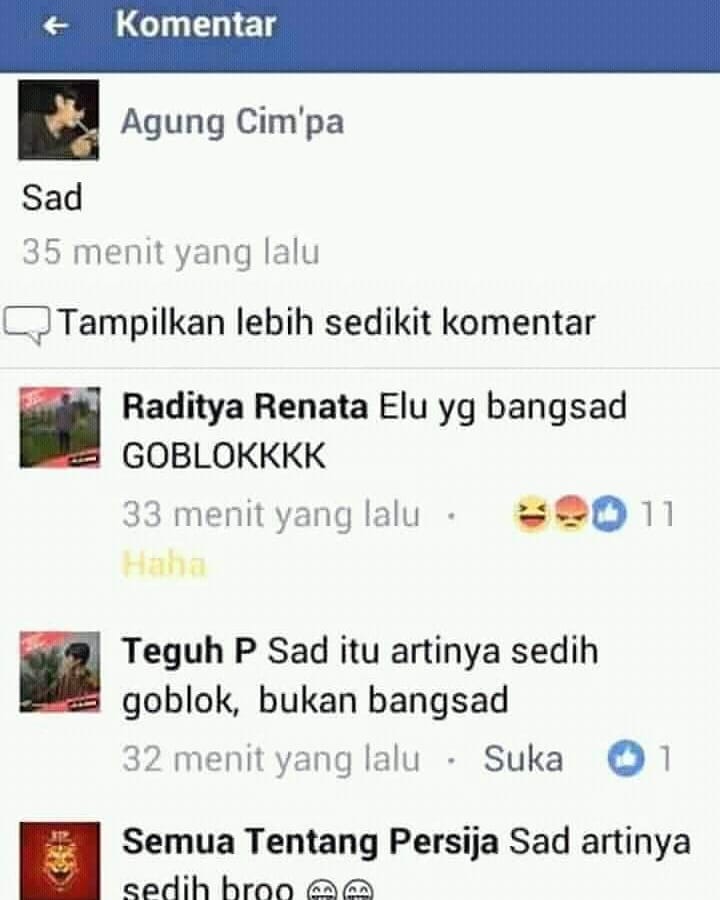 Komentar
Agung Cim'pa
Sad
35 menit yang lalu
Tampilkan lebih sedikit komentar
Raditya Renata Elu yg bangsad
GOBLOKKKK
33 menit yang lalu · 11
Haha
Teguh P Sad itu artinya sedih
goblok, bukan bangsad
32 menit yang lalu · Suka 1
Semua Tentang Persija Sad artinya
sedih broo 😁😁